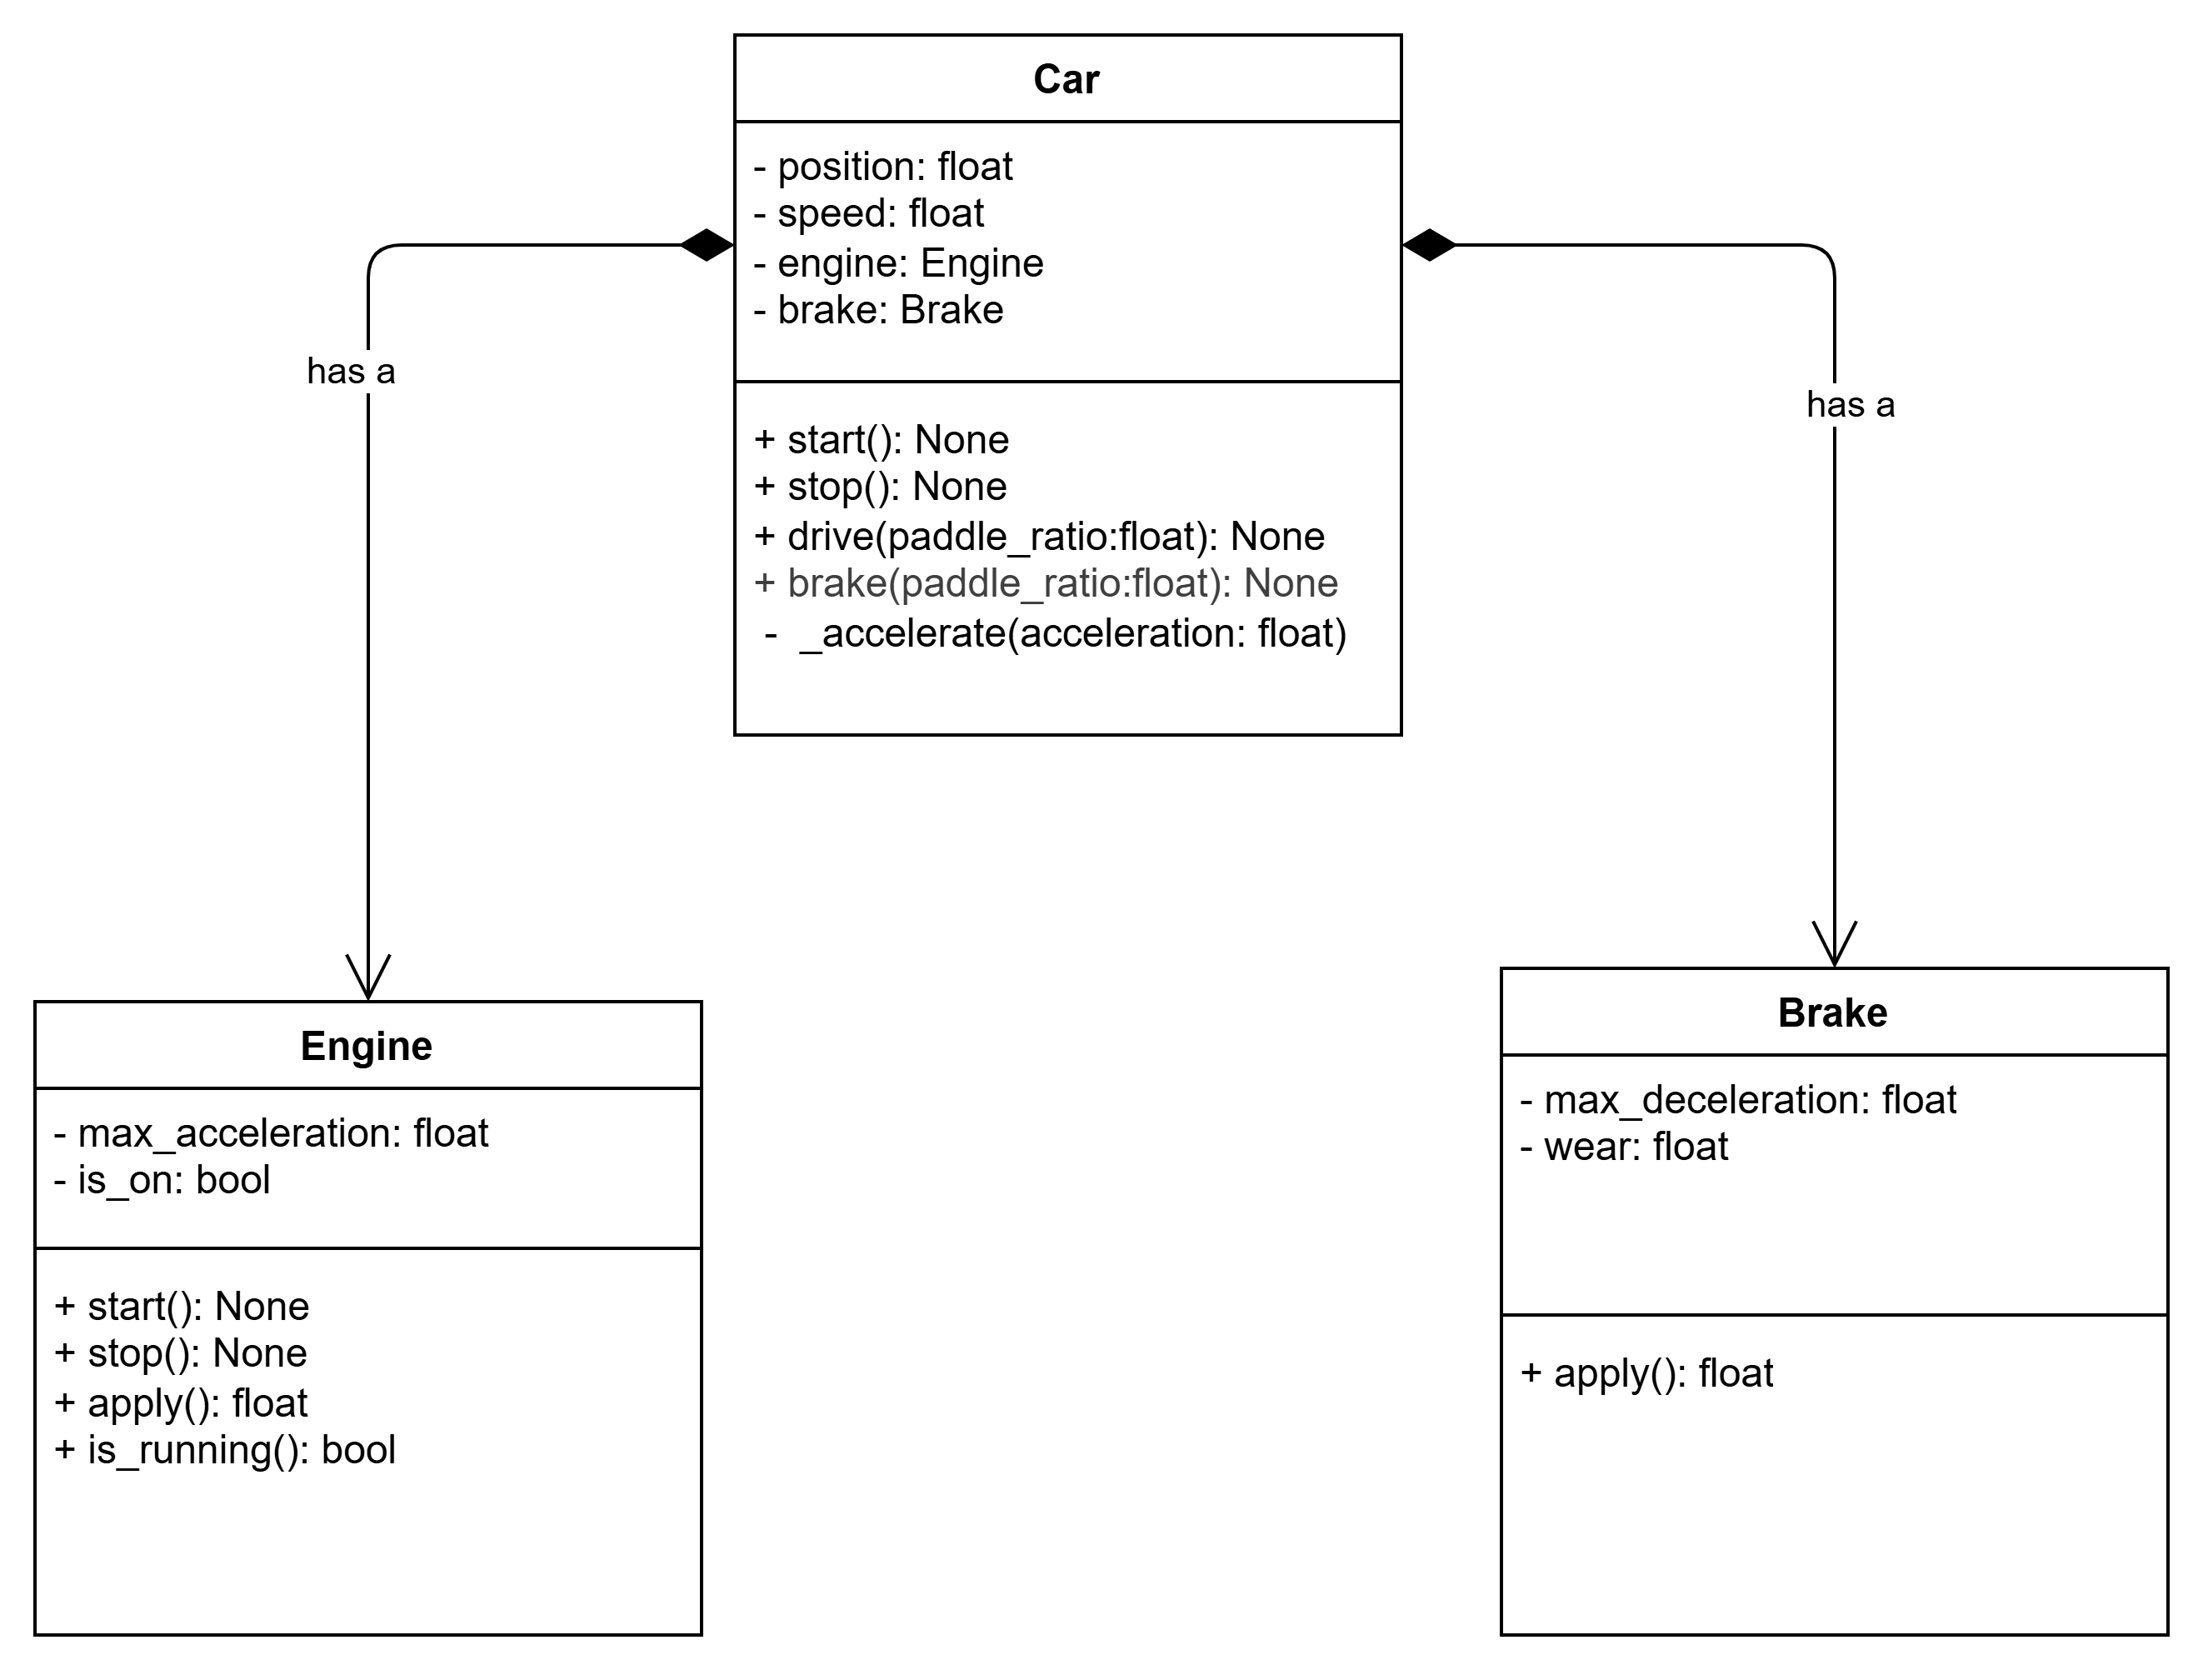 Car
- position: float
- speed: float
- engine: Engine
- brake: Brake
+ start(): None
+ stop(): None
+ drive(paddle_ratio:float): None
+ brake(paddle_ratio:float): None
- _accelerate(acceleration: float)
has a
has a
Engine
- max_acceleration: float
- is_on: bool
+ start(): None
+ stop(): None
+ apply(): float
+ is_running(): bool
Brake
- max_deceleration: float
- wear: float
+ apply(): float